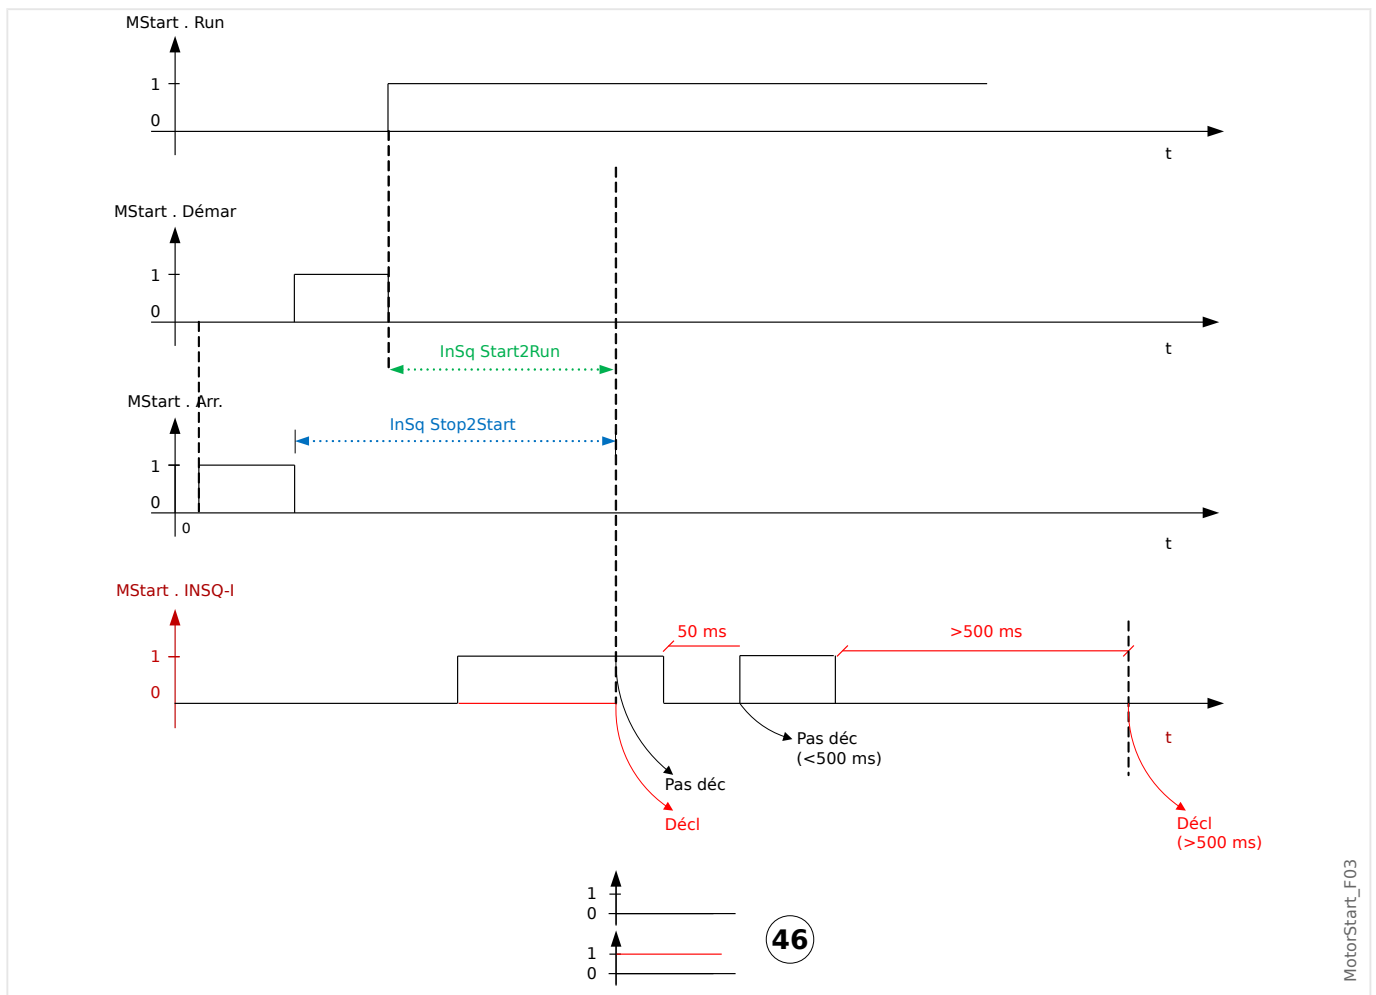 MStart . Run
1
0
t
MStart . Démar
1
0
t
InSq Start2Run
MStart . Arr.
InSq Stop2Start
1
0
0
t
MStart . INSQ-I
50 ms
>500 ms
1
0
t
Pas déc
(<500 ms)
Pas déc
Décl
Décl
(>500 ms)
1
0
46
1
0
MotorStart_F03